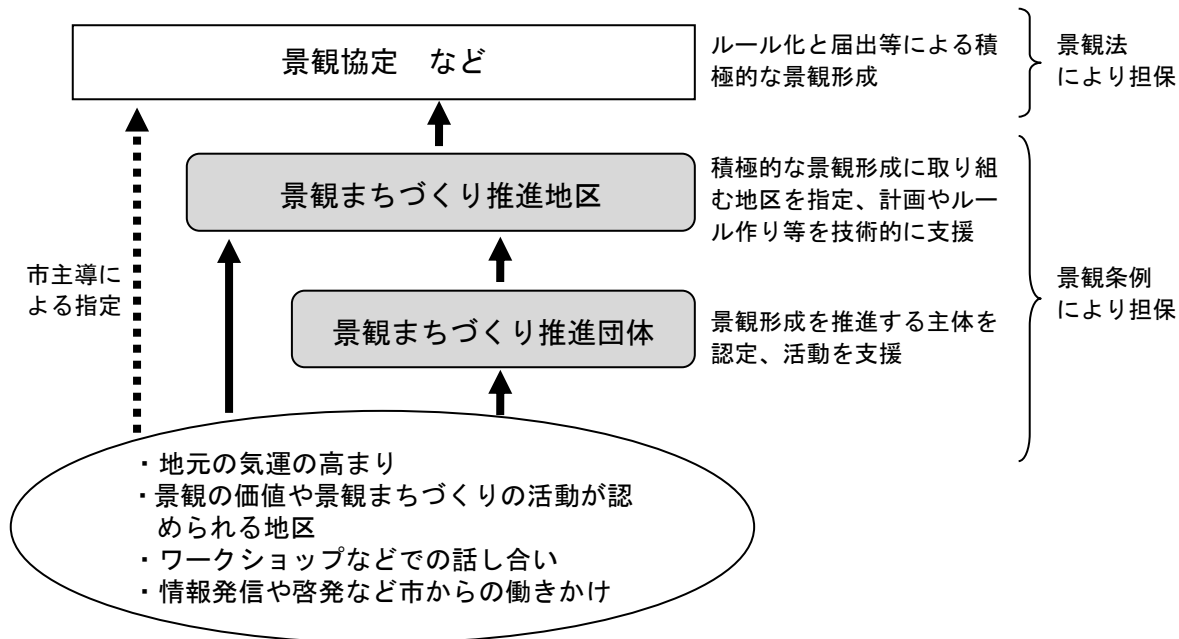 景観協定　など
ルール化と届出等による積
極的な景観形成
景観法
により担保
景観まちづくり推進地区
積極的な景観形成に取り組
む地区を指定、計画やルー
ル作り等を技術的に支援
市主導に
よる指定
景観まちづくり推進団体
景観形成を推進する主体を
認定、活動を支援
景観条例
により担保
・地元の気運の高まり
・景観の価値や景観まちづくりの活動が認
められる地区
・ワークショップなどでの話し合い
・情報発信や啓発など市からの働きかけ